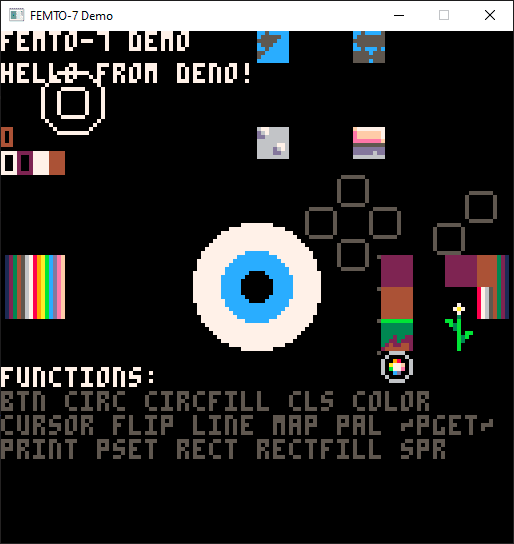 FEMTO-7 Demo
FEMTO-7 DEMO
HELLO FROM DENO!
FUNCTIONS:
BTN CIRC CIRCFILL CLS COLOR
CURSOR FLIP LINE MAP PAL ~PGET~
PRINT PSET RECT RECTFILL SPR